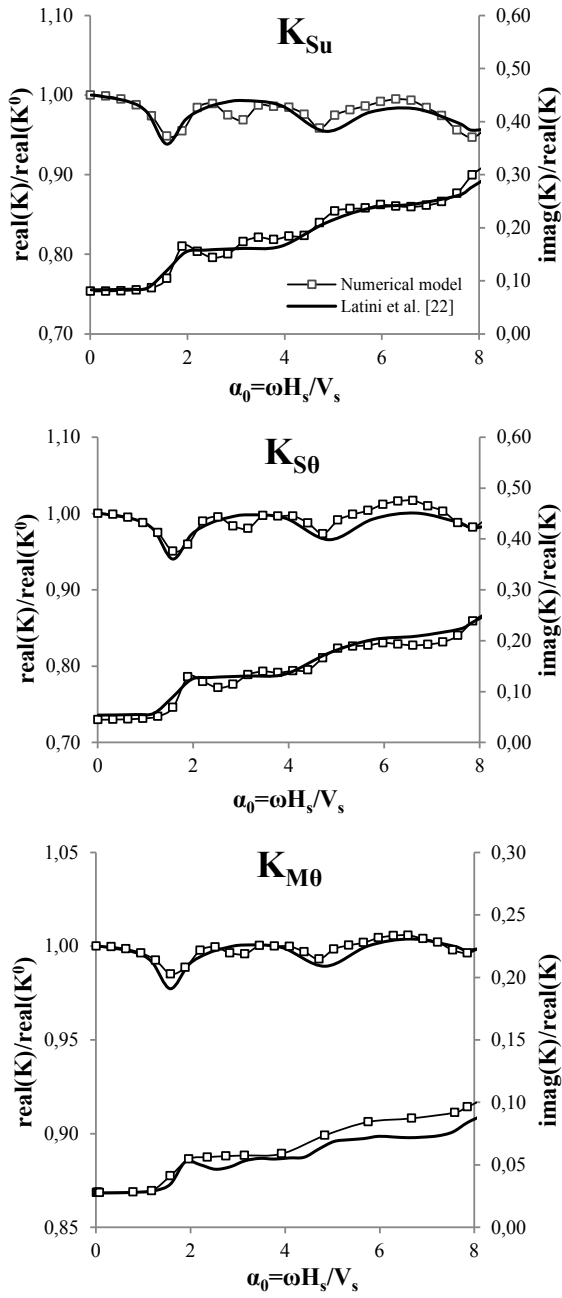 K_Su
1,10
1,00
0,90
0,80
0,70
0,60
0,50
0,40
0,30
0,20
0,10
0,00
0 2 4 6 8
real(K)/real(K⁰)
imag(K)/real(K)
Numerical model
Latini et al. [22]
α₀=ωHₛ/Vₛ
K_Sθ
1,10
1,00
0,90
0,80
0,70
0,60
0,50
0,40
0,30
0,20
0,10
0,00
0 2 4 6 8
real(K)/real(K⁰)
imag(K)/real(K)
α₀=ωHₛ/Vₛ
K_Mθ
1,05
1,00
0,95
0,90
0,85
0,30
0,25
0,20
0,15
0,10
0,05
0,00
0 2 4 6 8
real(K)/real(K⁰)
imag(K)/real(K)
α₀=ωHₛ/Vₛ